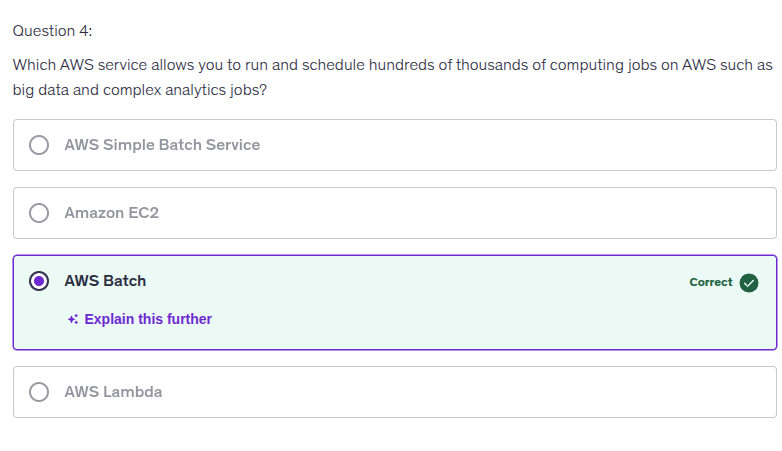 Question 4:
Which AWS service allows you to run and schedule hundreds of thousands of computing jobs on AWS such as
big data and complex analytics jobs?
AWS Simple Batch Service
Amazon EC2
AWS Batch
Correct
Explain this further
AWS Lambda